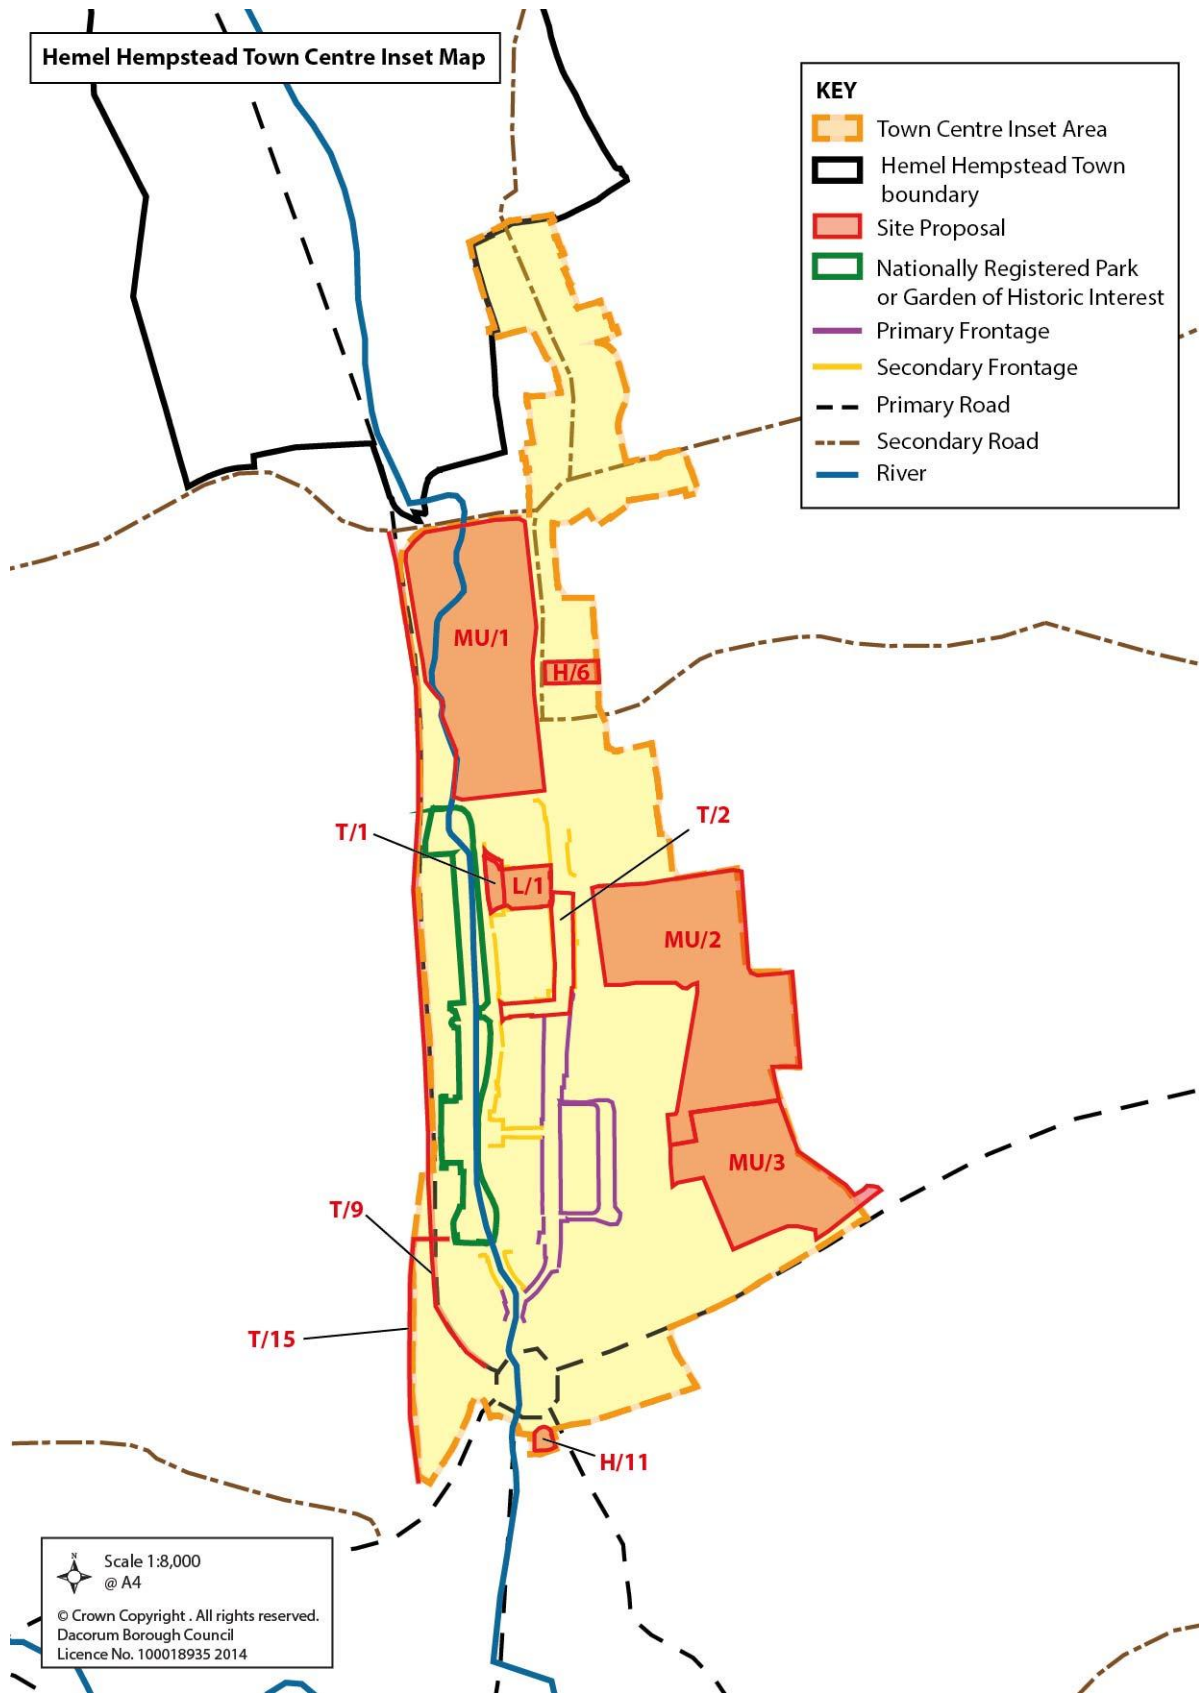 Hemel Hempstead Town Centre Inset Map
KEY
Town Centre Inset Area
Hemel Hempstead Town
boundary
Site Proposal
Nationally Registered Park
or Garden of Historic Interest
Primary Frontage
Secondary Frontage
Primary Road
Secondary Road
River
MU/1
H/6
T/1
T/2
L/1
MU/2
MU/3
T/9
T/15
H/11
N
Scale 1:8,000
@ A4
© Crown Copyright . All rights reserved.
Dacorum Borough Council
Licence No. 100018935 2014